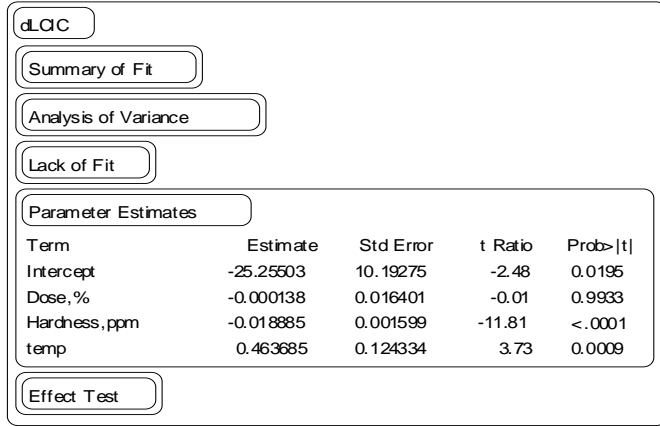 dLCIC
Summary of Fit
Analysis of Variance
Lack of Fit
Parameter Estimates
Term Estimate Std Error t Ratio Prob>|t|
Intercept -25.25503 10.19275 -2.48 0.0195
Dose,% -0.000138 0.016401 -0.01 0.9933
Hardness,ppm -0.018885 0.001599 -11.81 <.0001
temp 0.463685 0.124334 3.73 0.0009
Effect Test